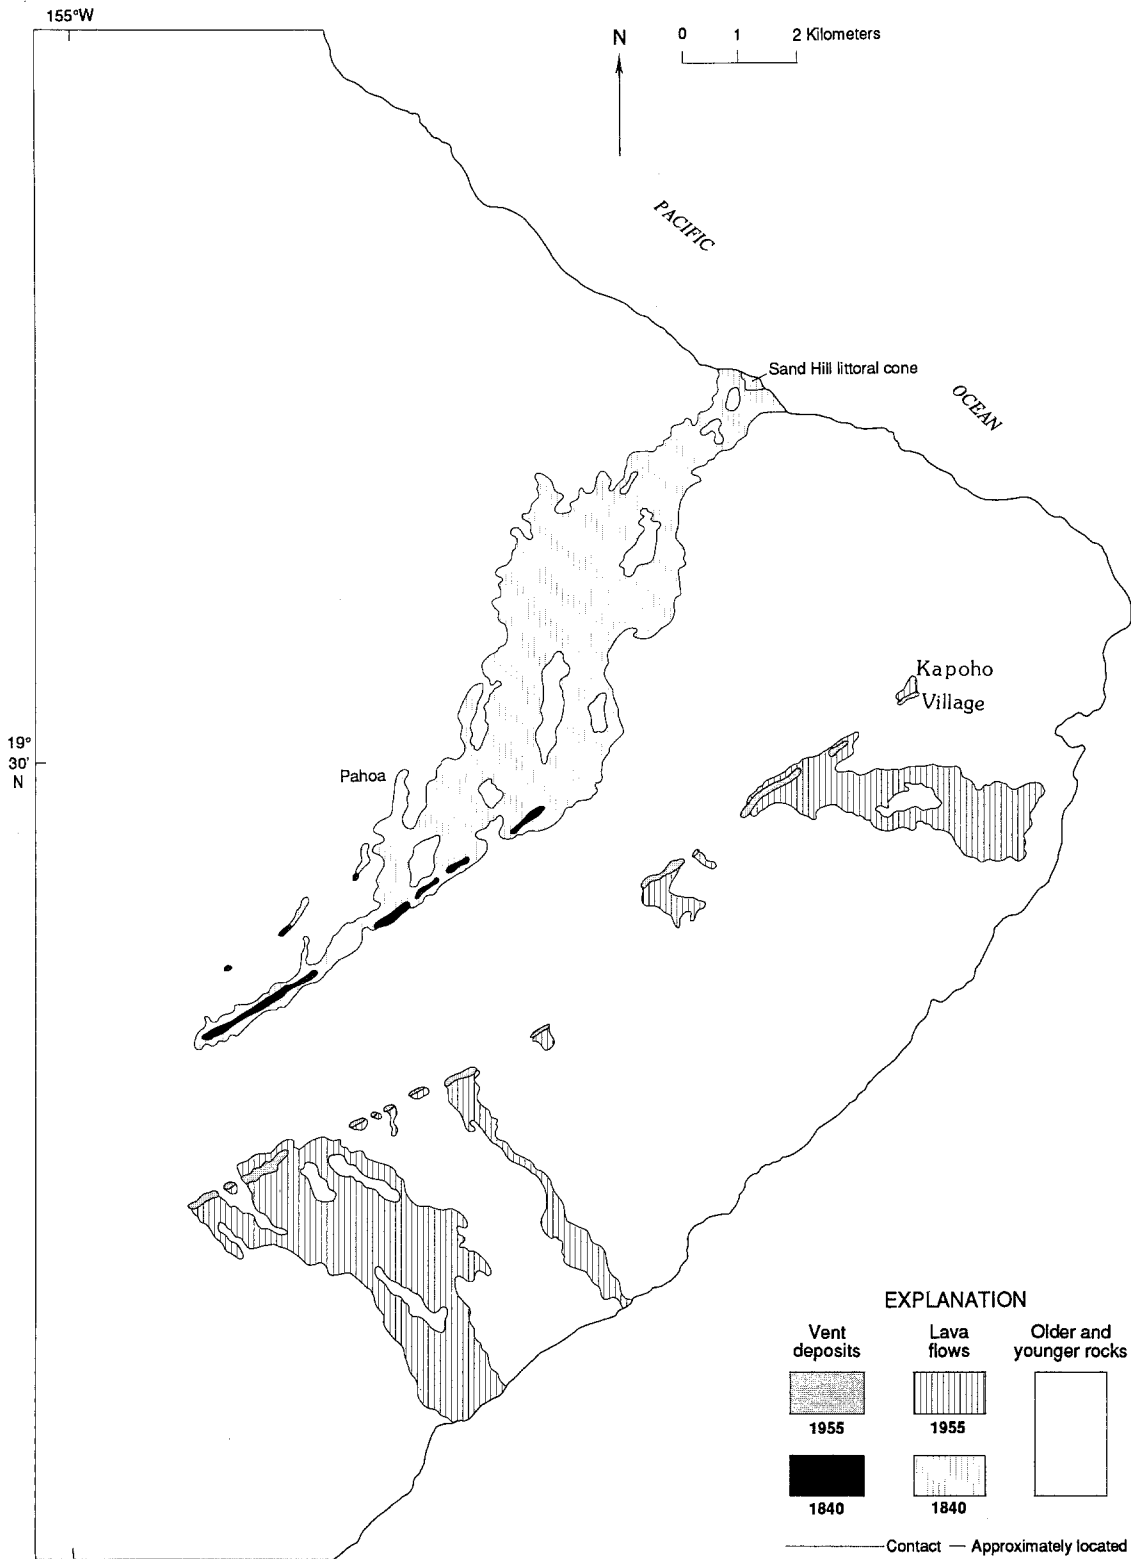 155°W
N
0 1 2 Kilometers
PACIFIC
Sand Hill littoral cone
OCEAN
Kapoho
Village
19°
30'
N
Pahoa
EXPLANATION
Vent
deposits
Lava
flows
Older and
younger rocks
1955
1955
1840
1840
Contact — Approximately located